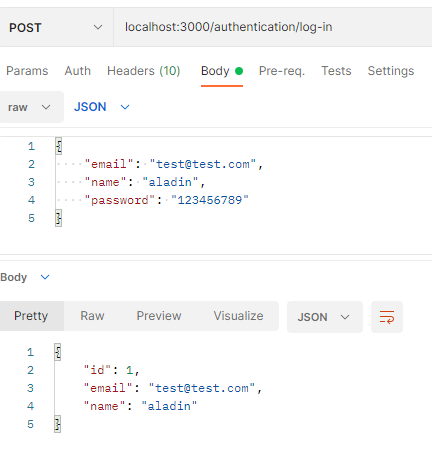 POST localhost:3000/authentication/log-in
Params Auth Headers (10) Body Pre-req. Tests Settings
raw JSON
1 {
2 "email": "test@test.com",
3 "name": "aladin",
4 "password": "123456789"
5 }
Body
Pretty Raw Preview Visualize JSON
1 {
2 "id": 1,
3 "email": "test@test.com",
4 "name": "aladin"
5 }